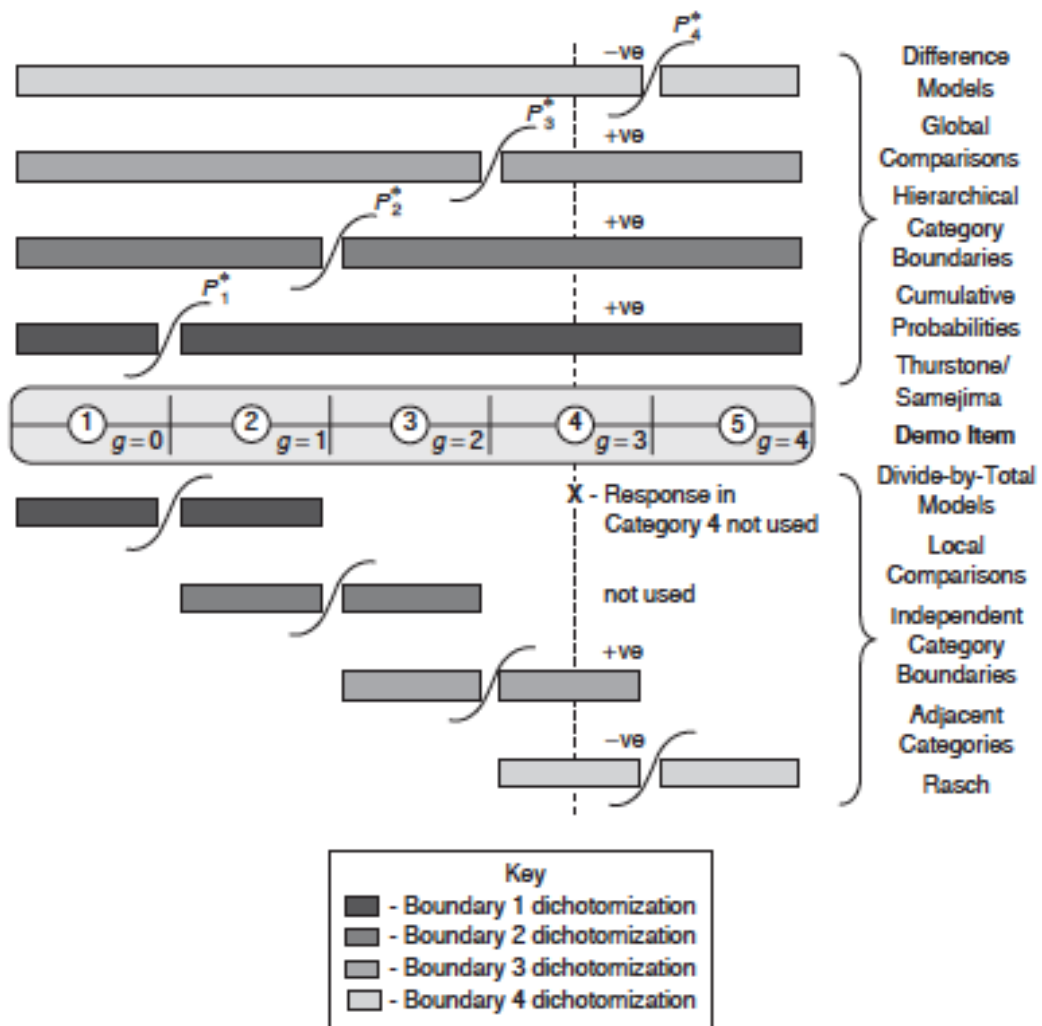 P*4
−ve
Difference
Models
P*3
+ve
Global
Comparisons
P*2
+ve
Hierarchical
Category
Boundaries
P*1
+ve
Cumulative
Probabilities
Thurstone/
Samejima
1 g=0 2 g=1 3 g=2 4 g=3 5 g=4
Demo Item
X - Response in
Category 4 not used
Divide-by-Total
Models
not used
Local
Comparisons
+ve
Independent
Category
Boundaries
−ve
Adjacent
Categories
Rasch
Key
- Boundary 1 dichotomization
- Boundary 2 dichotomization
- Boundary 3 dichotomization
- Boundary 4 dichotomization